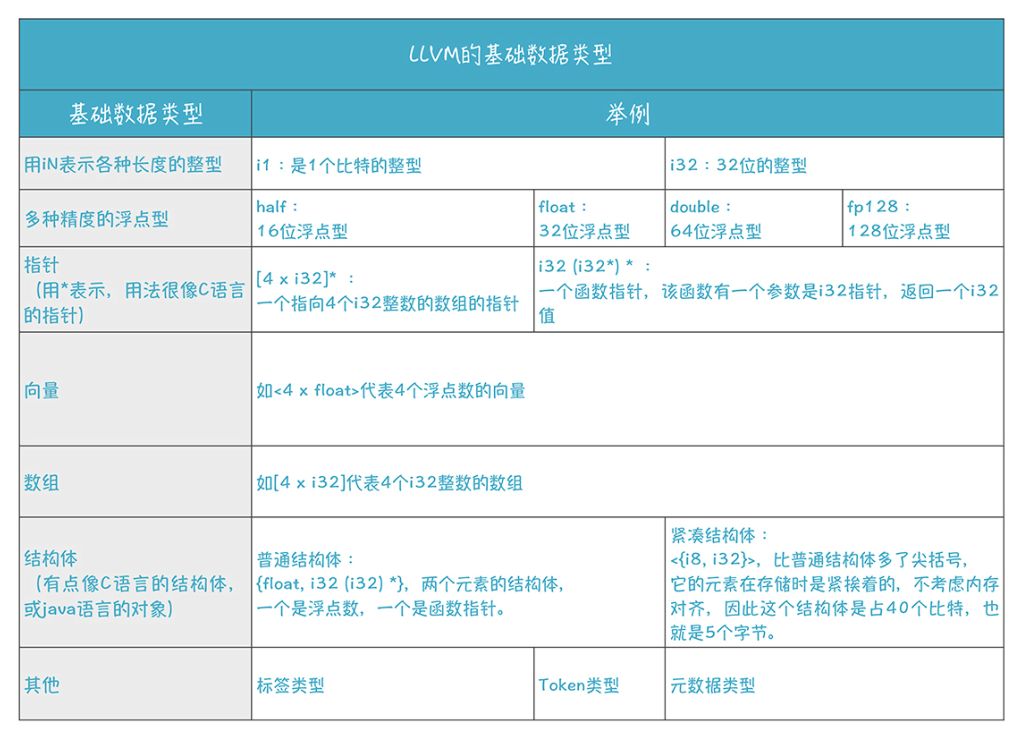 LLVM的基础数据类型
基础数据类型
举例
用iN表示各种长度的整型
i1：是1个比特的整型
i32：32位的整型
多种精度的浮点型
half：
16位浮点型
float：
32位浮点型
double：
64位浮点型
fp128：
128位浮点型
指针
（用*表示，用法很像C语言
的指针）
[4 x i32]* ：
一个指向4个i32整数的数组的指针
i32 (i32*) * ：
一个函数指针，该函数有一个参数是i32指针，返回一个i32
值
向量
如<4 x float>代表4个浮点数的向量
数组
如[4 x i32]代表4个i32整数的数组
结构体
（有点像C语言的结构体，
或java语言的对象）
普通结构体：
{float, i32 (i32) *}，两个元素的结构体，
一个是浮点数，一个是函数指针。
紧凑结构体：
<{i8, i32}>，比普通结构体多了尖括号，
它的元素在存储时是紧接着的，不考虑内存
对齐，因此这个结构体是占40个比特，也
就是5个字节。
其他
标签类型
Token类型
元数据类型